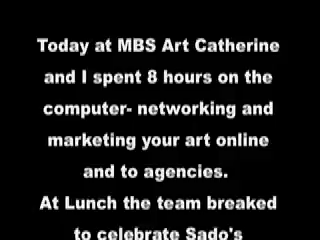 Today at MBS Art Catherine
and I spent 8 hours on the
computer- networking and
marketing your art online
and to agencies.
At Lunch the team breaked
to celebrate Sado's